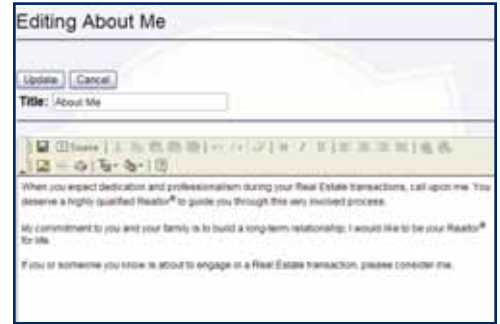 Editing About Me
Update Cancel
Title: About Me
Source
When you expect dedication and professionalism during your Real Estate transactions, call upon me. You
deserve a highly qualified Realtor® to guide you through this very involved process.
My commitment to you and your family is to build a long-term relationship; I would like to be your Realtor®
for life.
If you or someone you know is about to engage in a Real Estate transaction, please consider me.